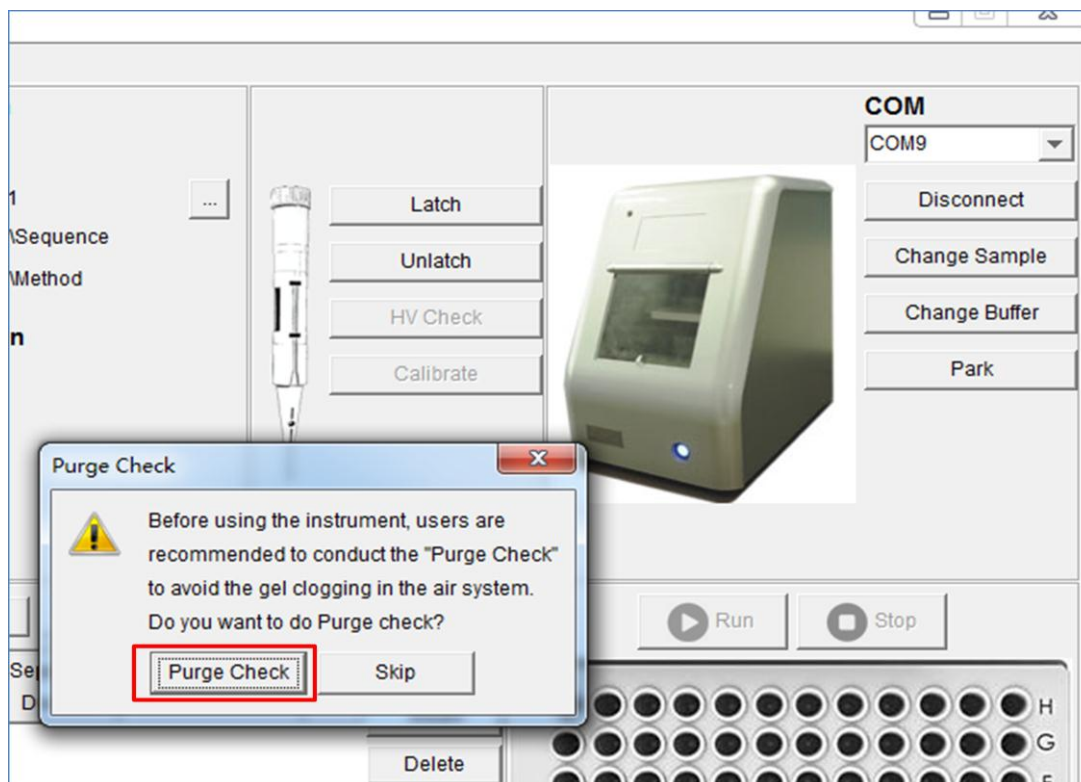 COM
COM9
1
...
\Sequence
\Method
n
Latch
Unlatch
HV Check
Calibrate
Disconnect
Change Sample
Change Buffer
Park
Purge Check
Before using the instrument, users are
recommended to conduct the "Purge Check"
to avoid the gel clogging in the air system.
Do you want to do Purge check?
Purge Check
Skip
Run
Stop
Se
D
Delete
H
G